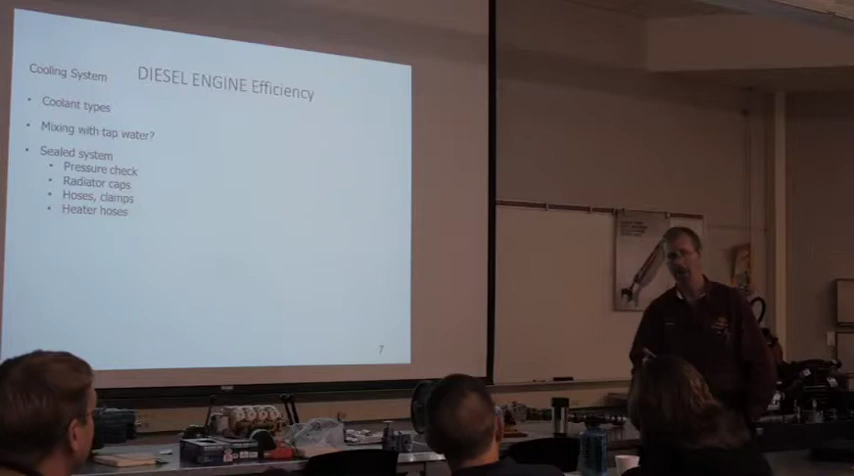 DIESEL ENGINE Efficiency
Cooling System
• Coolant types
• Mixing with tap water?
• Sealed system
• Pressure check
• Radiator caps
• Hoses, clamps
• Heater hoses
7